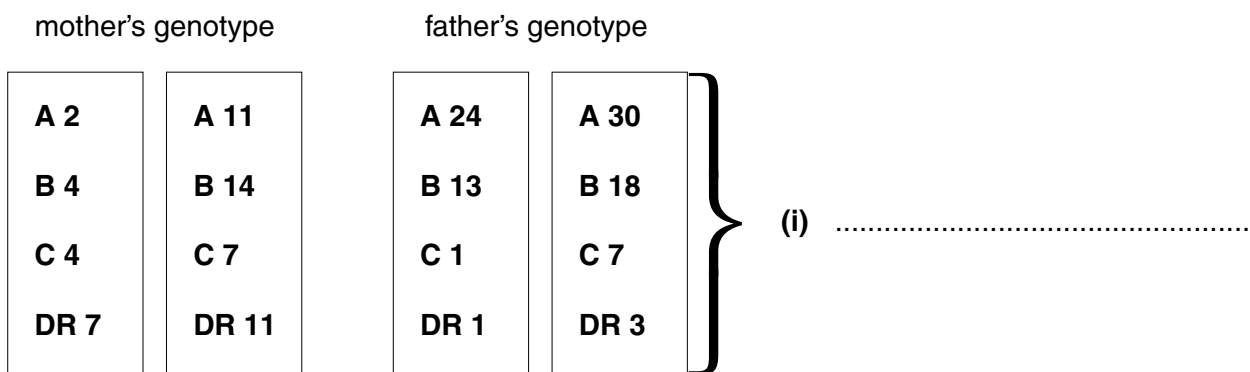 mother's genotype father's genotype
A 2 A 11 A 24 A 30
B 4 B 14 B 13 B 18
(i) ....................................................
C 4 C 7 C 1 C 7
DR 7 DR 11 DR 1 DR 3